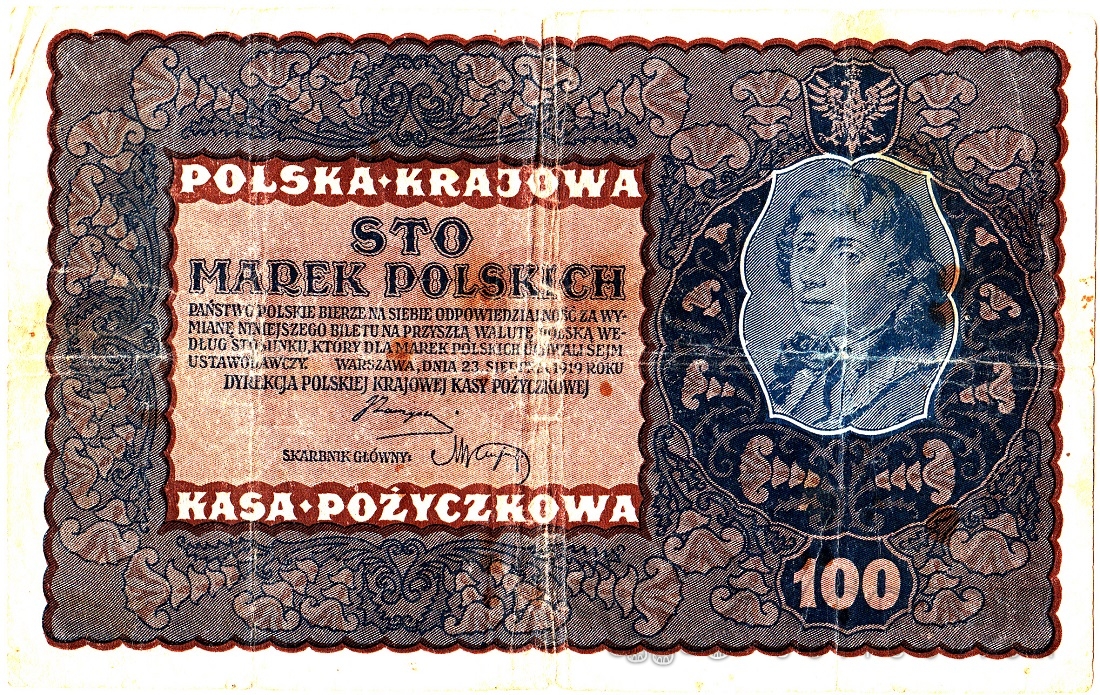 POLSKA·KRAJOWA
STO
MAREK POLSKICH
PAŃSTWO POLSKIE BIERZE NA SIEBIE ODPOWIEDZIALNOŚĆ ZA WY-
MIANĘ NINIEJSZEGO BILETU NA PRZYSZŁĄ WALUTĘ POLSKĄ WE-
DŁUG STOSUNKU, KTÓRY DLA MAREK POLSKICH UCHWALI SEJM
USTAWODAWCZY. WARSZAWA, DNIA 23. SIERPNIA 1919 ROKU
DYREKCJA POLSKIEJ KRAJOWEJ KASY POŻYCZKOWEJ
SKARBNIK GŁÓWNY:
KASA·POŻYCZKOWA
100